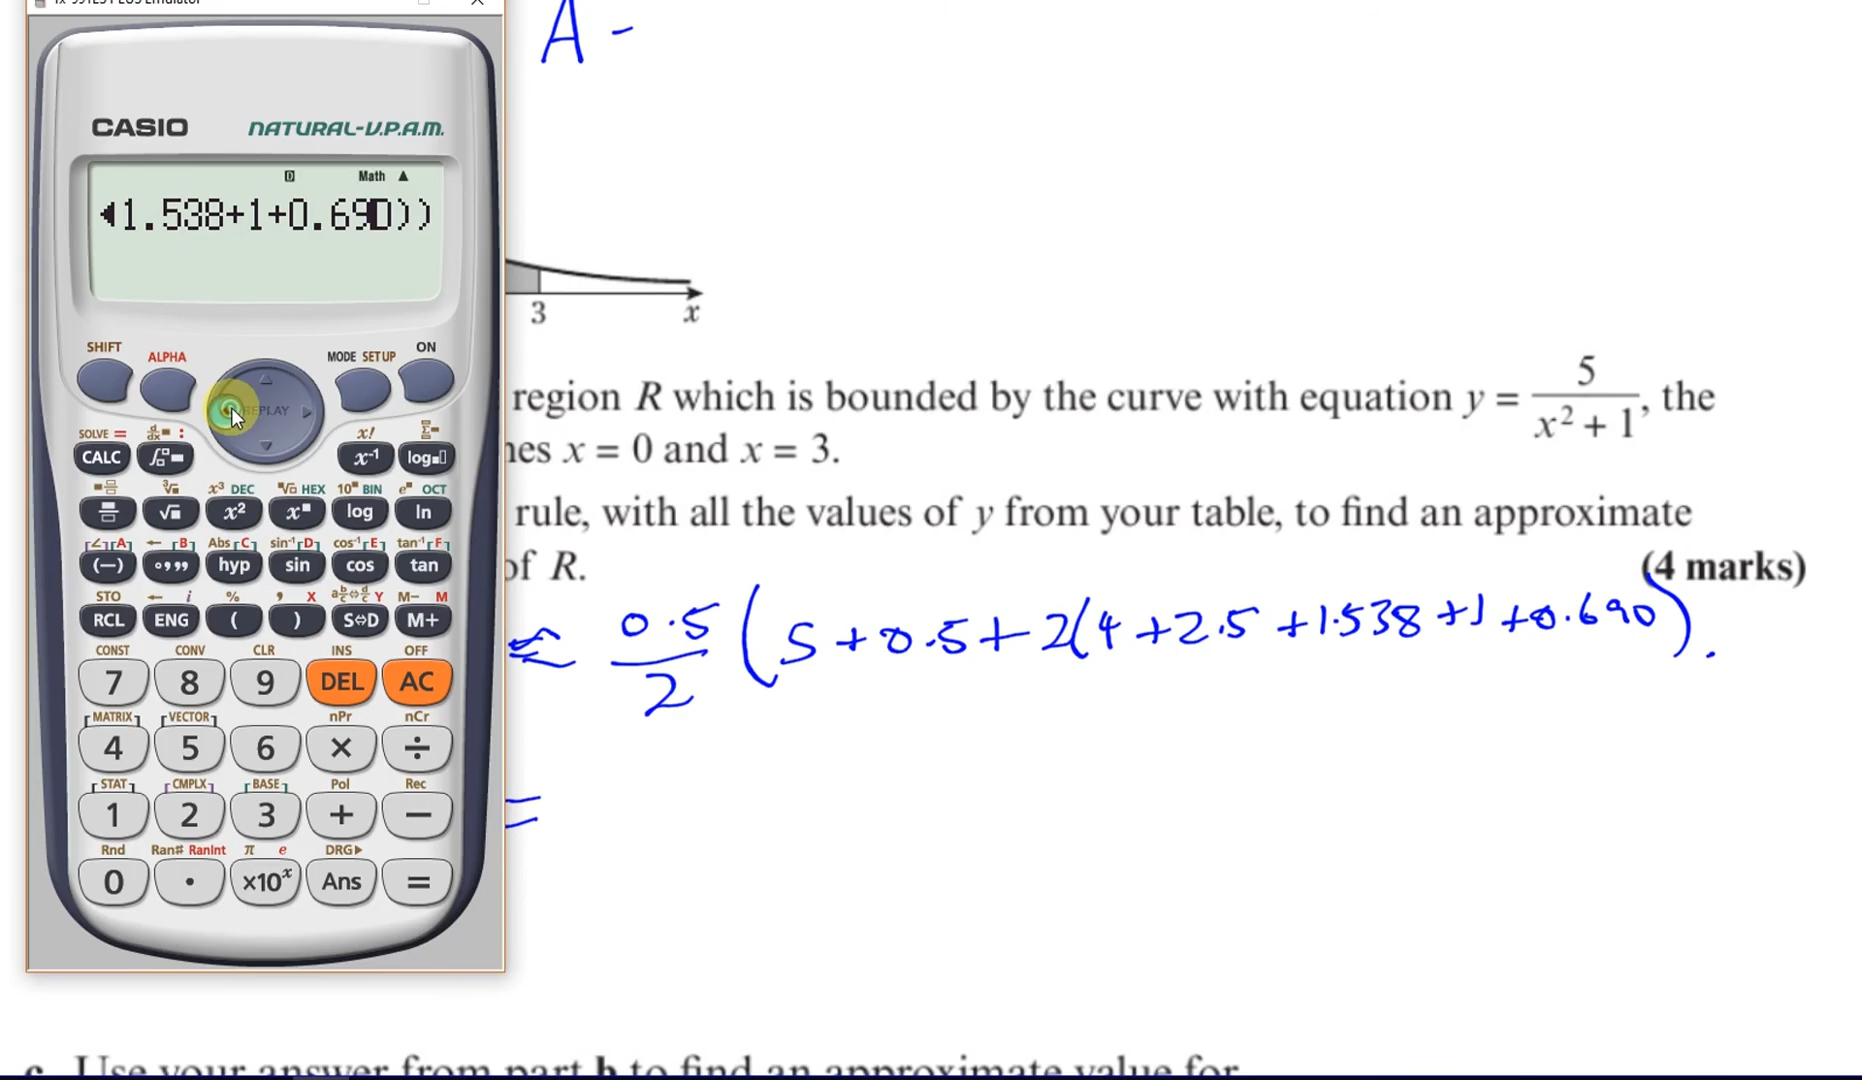 A -
CASIO NATURAL-V.P.A.M.
D Math ▲
1.538+1+0.690))
SHIFT ALPHA MODE SETUP ON
REPLAY
SOLVE = d/dx : x! Σ
CALC ∫ x⁻¹ log
x³ DEC ʸ√ HEX 10 BIN e OCT
√ x² x log ln
∠ A ← B Abs C sin⁻¹ D cos⁻¹ E tan⁻¹ F
(−) °,,, hyp sin cos tan
STO ← i % , X a b/c⇔d/c Y M− M
RCL ENG ( ) S⇔D M+
CONST CONV CLR INS OFF
7 8 9 DEL AC
MATRIX VECTOR nPr nCr
4 5 6 × ÷
STAT CMPLX BASE Pol Rec
1 2 3 + −
Rnd Ran# RanInt π e DRG▶
0 • ×10ˣ Ans =
3 x
region R which is bounded by the curve with equation y = 5/(x² + 1), the
nes x = 0 and x = 3.
rule, with all the values of y from your table, to find an approximate
of R. (4 marks)
≈ 0.5/2 (5 + 0.5 + 2(4 + 2.5 + 1.538 + 1 + 0.690).
=
c Use your answer from part b to find an approximate value for